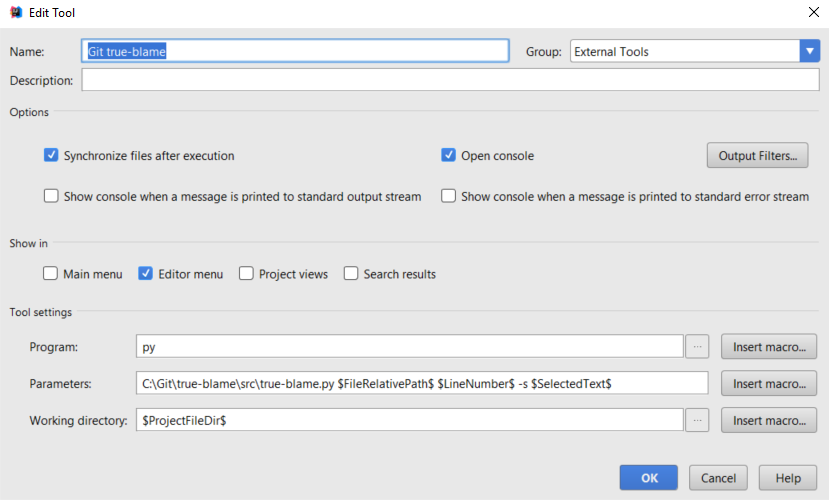 Edit Tool
Name: Git true-blame Group: External Tools
Description:
Options
Synchronize files after execution Open console Output Filters...
Show console when a message is printed to standard output stream Show console when a message is printed to standard error stream
Show in
Main menu Editor menu Project views Search results
Tool settings
Program: py ... Insert macro...
Parameters: C:\Git\true-blame\src\true-blame.py $FileRelativePath$ $LineNumber$ -s $SelectedText$ Insert macro...
Working directory: $ProjectFileDir$ ... Insert macro...
OK Cancel Help